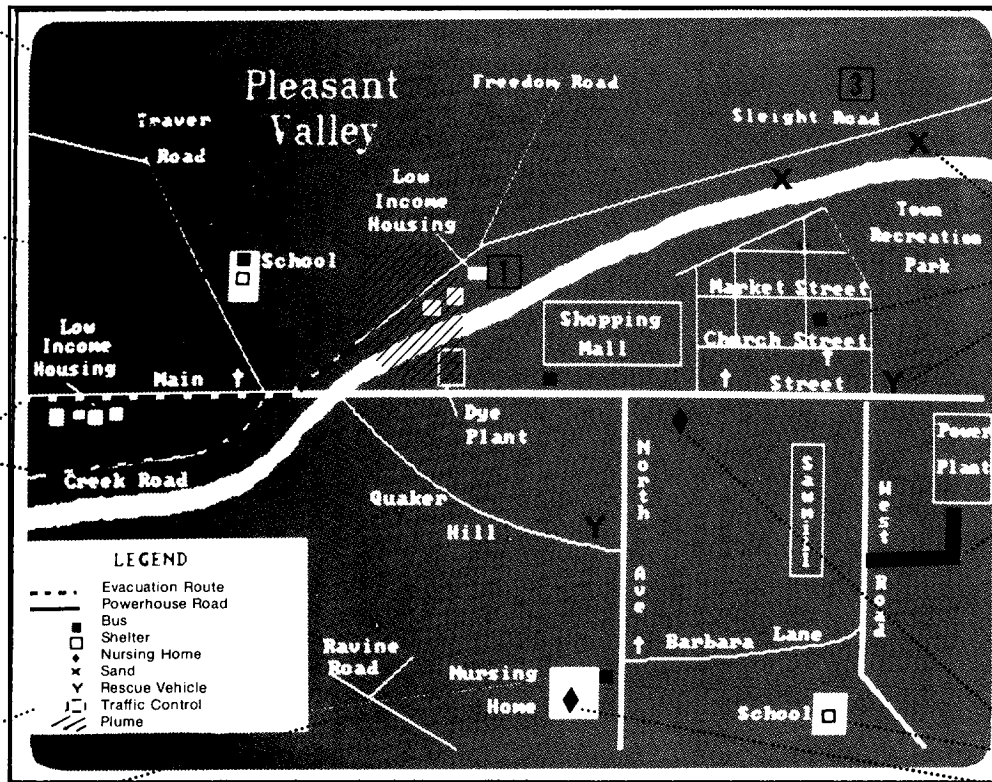 Pleasant
Valley
Freedom Road
3
Sleight Road
Traver
Road
Low
Income
Housing
Town
Recreation
Park
School
1
Market Street
Shopping
Mall
Church Street
Low
Income
Housing
Main
Street
Dye
Plant
Power
Plant
Creek Road
Quaker
Hill
North
Ave
Sawmill
West
Road
LEGEND
Evacuation Route
Powerhouse Road
Bus
Shelter
Nursing Home
Sand
Rescue Vehicle
Traffic Control
Plume
Ravine
Road
Barbara Lane
Nursing
Home
School